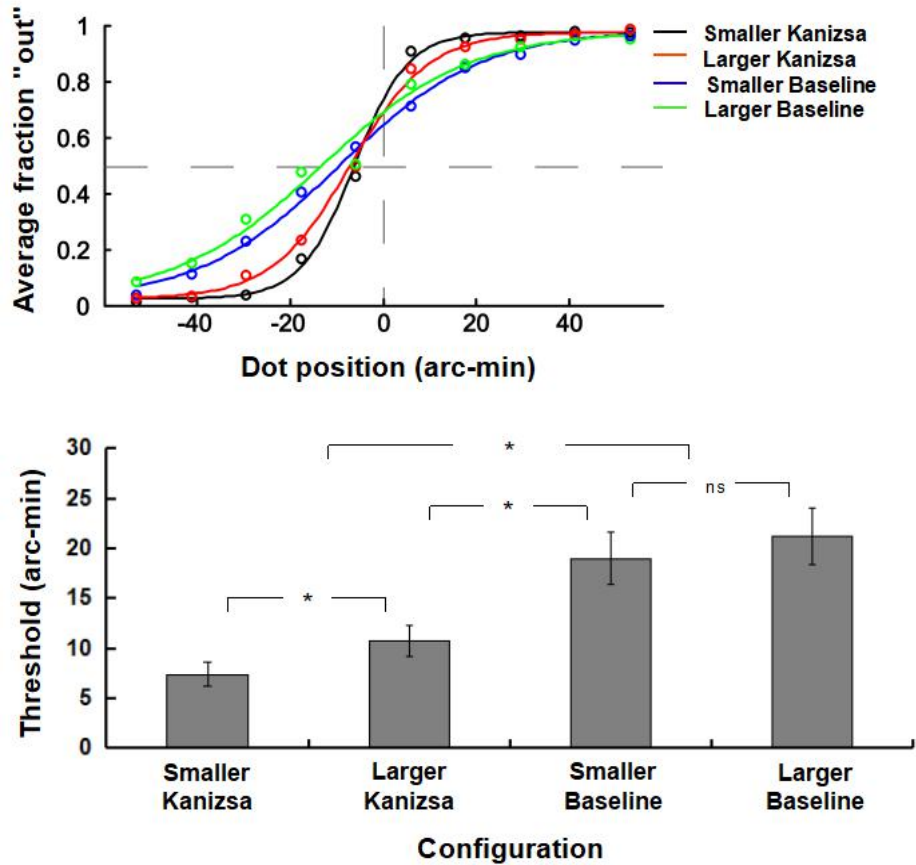 Average fraction "out"
1
0.8
0.6
0.4
0.2
0
-40
-20
0
20
40
Dot position (arc-min)
Smaller Kanizsa
Larger Kanizsa
Smaller Baseline
Larger Baseline
Threshold (arc-min)
30
25
20
15
10
5
0
*
*
ns
*
Smaller Kanizsa
Larger Kanizsa
Smaller Baseline
Larger Baseline
Configuration